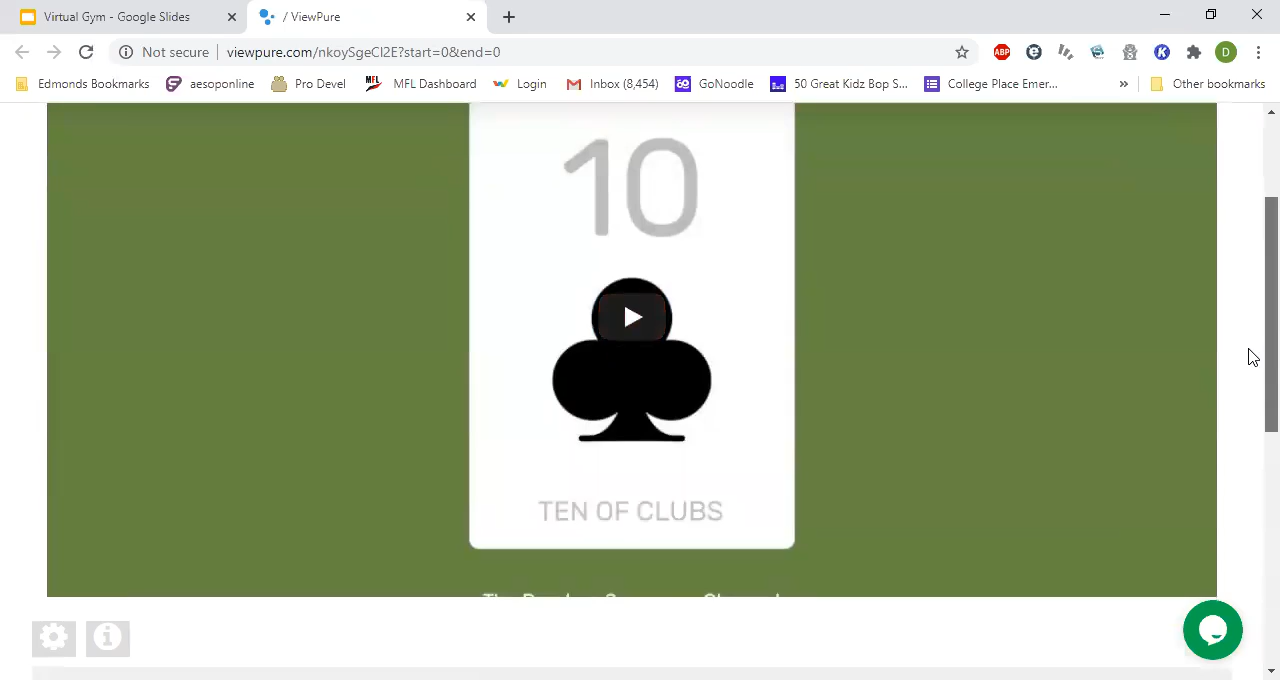 Virtual Gym - Google Slides
/ ViewPure
Not secure
viewpure.com/nkoySgeCl2E?start=0&end=0
ABP
K
D
Edmonds Bookmarks
aesoponline
Pro Devel
MFL
MFL Dashboard
Login
Inbox (8,454)
GoNoodle
50 Great Kidz Bop S...
College Place Emer...
»
Other bookmarks
10
TEN OF CLUBS